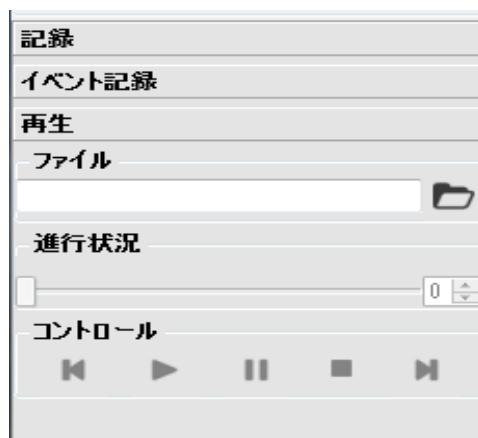 記録
イベント記録
再生
ファイル
進行状況
0
コントロール